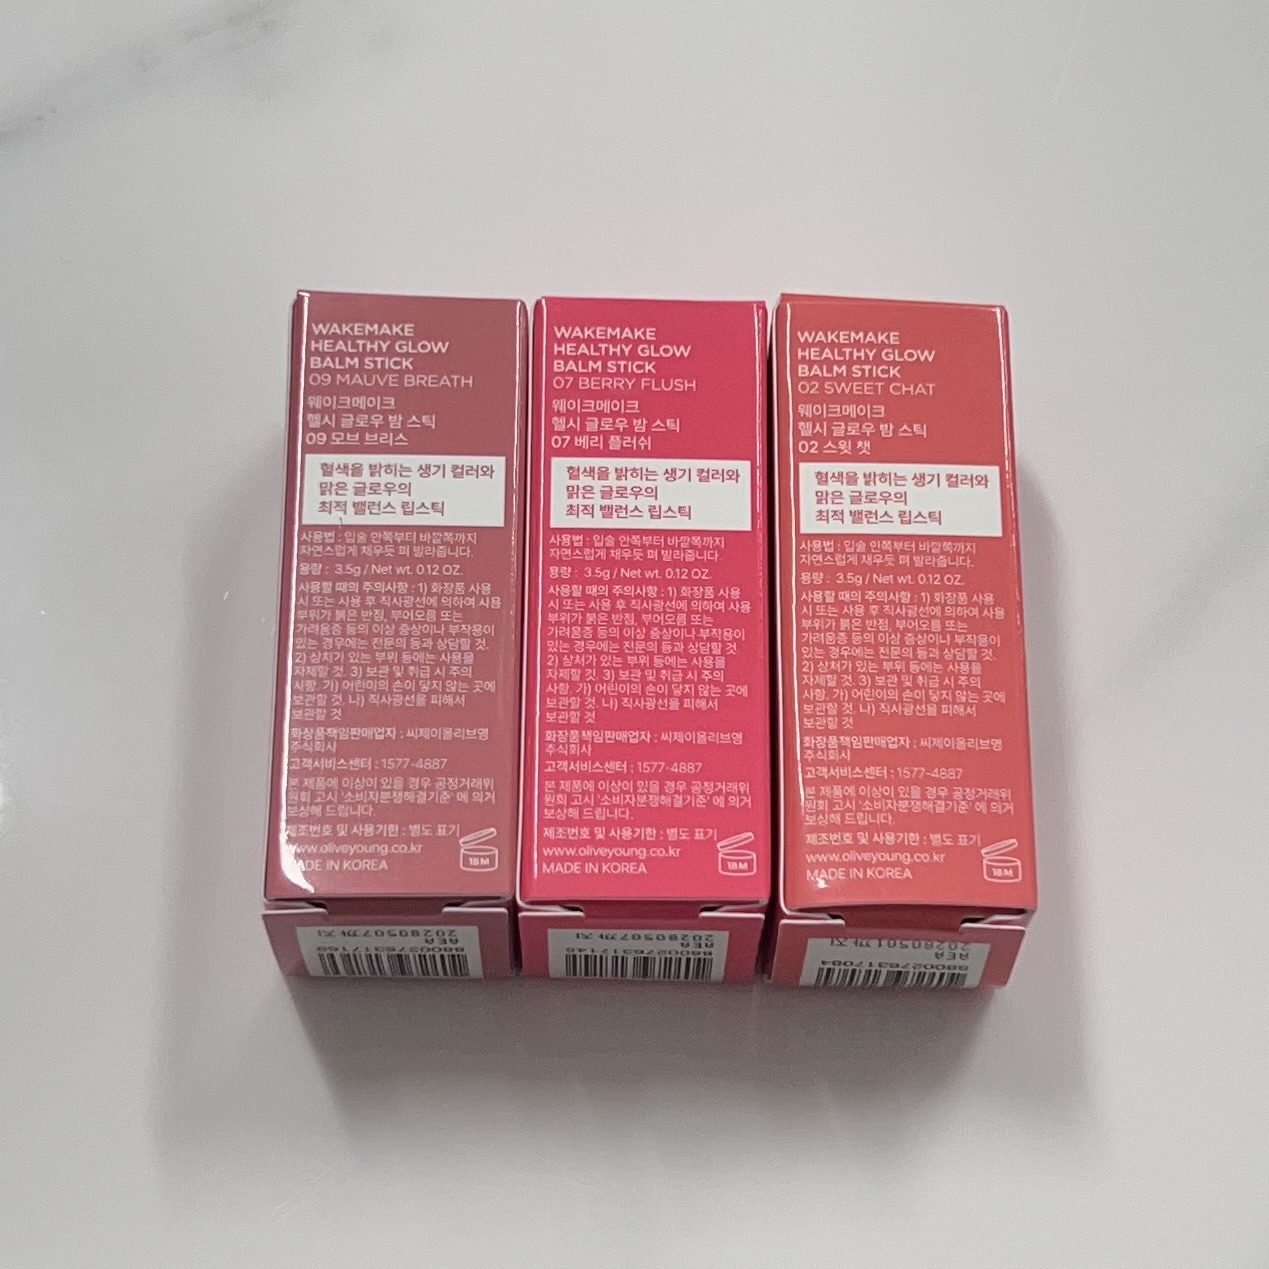 WAKEMAKE
HEALTHY GLOW
BALM STICK
09 MAUVE BREATH
웨이크메이크
헬시 글로우 밤 스틱
09 모브 브리스
혈색을 밝히는 생기 컬러와
맑은 글로우의
최적 밸런스 립스틱
사용법 : 입술 안쪽부터 바깥쪽까지
자연스럽게 채우듯 펴 발라줍니다.
용량 : 3.5g / Net wt. 0.12 OZ.
사용할 때의 주의사항 : 1) 화장품 사용
시 또는 사용 후 직사광선에 의하여 사용
부위가 붉은 반점, 부어오름 또는
가려움증 등의 이상 증상이나 부작용이
있는 경우에는 전문의 등과 상담할 것.
2) 상처가 있는 부위 등에는 사용을
자제할 것. 3) 보관 및 취급 시 주의
사항. 가) 어린이의 손이 닿지 않는 곳에
보관할 것. 나) 직사광선을 피해서
보관할 것
화장품책임판매업자 : 씨제이올리브영
주식회사
고객서비스센터 : 1577-4887
본 제품에 이상이 있을 경우 공정거래위
원회 고시 '소비자분쟁해결기준' 에 의거
보상해 드립니다.
제조번호 및 사용기한 : 별도 표기
www.oliveyoung.co.kr
MADE IN KOREA
18M
20280507까지
AEA
8800276317169
WAKEMAKE
HEALTHY GLOW
BALM STICK
07 BERRY FLUSH
웨이크메이크
헬시 글로우 밤 스틱
07 베리 플러쉬
혈색을 밝히는 생기 컬러와
맑은 글로우의
최적 밸런스 립스틱
사용법 : 입술 안쪽부터 바깥쪽까지
자연스럽게 채우듯 펴 발라줍니다.
용량 : 3.5g / Net wt. 0.12 OZ.
사용할 때의 주의사항 : 1) 화장품 사용
시 또는 사용 후 직사광선에 의하여 사용
부위가 붉은 반점, 부어오름 또는
가려움증 등의 이상 증상이나 부작용이
있는 경우에는 전문의 등과 상담할 것.
2) 상처가 있는 부위 등에는 사용을
자제할 것. 3) 보관 및 취급 시 주의
사항. 가) 어린이의 손이 닿지 않는 곳에
보관할 것. 나) 직사광선을 피해서
보관할 것
화장품책임판매업자 : 씨제이올리브영
주식회사
고객서비스센터 : 1577-4887
본 제품에 이상이 있을 경우 공정거래위
원회 고시 '소비자분쟁해결기준' 에 의거
보상해 드립니다.
제조번호 및 사용기한 : 별도 표기
www.oliveyoung.co.kr
MADE IN KOREA
18M
20280507까지
AEA
8800276317145
WAKEMAKE
HEALTHY GLOW
BALM STICK
02 SWEET CHAT
웨이크메이크
헬시 글로우 밤 스틱
02 스윗 챗
혈색을 밝히는 생기 컬러와
맑은 글로우의
최적 밸런스 립스틱
사용법 : 입술 안쪽부터 바깥쪽까지
자연스럽게 채우듯 펴 발라줍니다.
용량 : 3.5g / Net wt. 0.12 OZ.
사용할 때의 주의사항 : 1) 화장품 사용
시 또는 사용 후 직사광선에 의하여 사용
부위가 붉은 반점, 부어오름 또는
가려움증 등의 이상 증상이나 부작용이
있는 경우에는 전문의 등과 상담할 것.
2) 상처가 있는 부위 등에는 사용을
자제할 것. 3) 보관 및 취급 시 주의
사항. 가) 어린이의 손이 닿지 않는 곳에
보관할 것. 나) 직사광선을 피해서
보관할 것
화장품책임판매업자 : 씨제이올리브영
주식회사
고객서비스센터 : 1577-4887
본 제품에 이상이 있을 경우 공정거래위
원회 고시 '소비자분쟁해결기준' 에 의거
보상해 드립니다.
제조번호 및 사용기한 : 별도 표기
www.oliveyoung.co.kr
MADE IN KOREA
18M
20280501까지
AEA
8800276317084